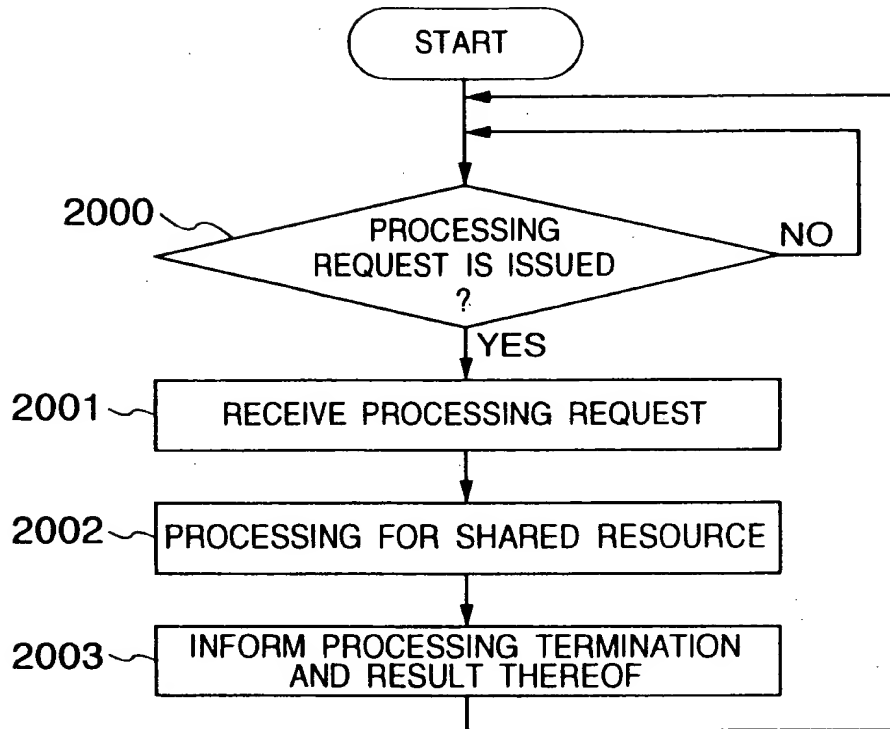 START
2000
PROCESSING
REQUEST IS ISSUED
?
NO
YES
2001
RECEIVE PROCESSING REQUEST
2002
PROCESSING FOR SHARED RESOURCE
2003
INFORM PROCESSING TERMINATION
AND RESULT THEREOF